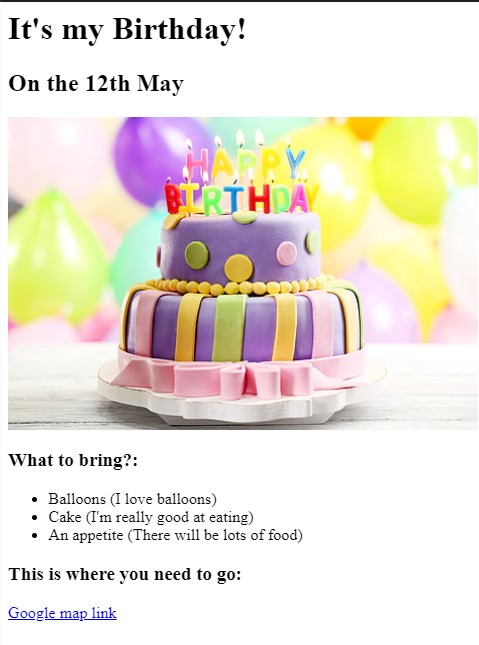 It's my Birthday!
On the 12th May
HAPPY
BIRTHDAY
What to bring?:
Balloons (I love balloons)
Cake (I'm really good at eating)
An appetite (There will be lots of food)
This is where you need to go:
Google map link